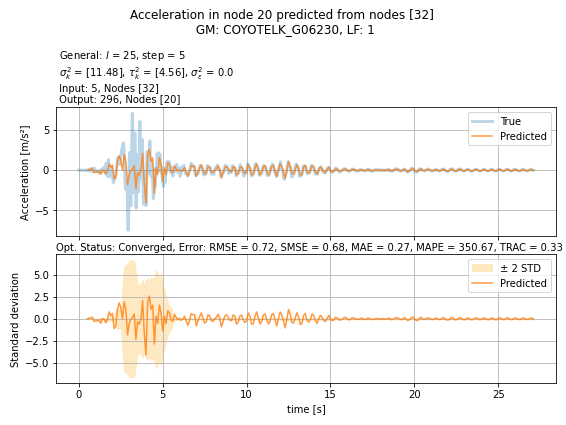 Acceleration in node 20 predicted from nodes [32]
GM: COYOTELK_G06230, LF: 1
General: l = 25, step = 5
σ²ₖ = [11.48], τ²ₖ = [4.56], σ²ε = 0.0
Input: 5, Nodes [32]
Output: 296, Nodes [20]
Acceleration [m/s²]
5
0
−5
True
Predicted
Opt. Status: Converged, Error: RMSE = 0.72, SMSE = 0.68, MAE = 0.27, MAPE = 350.67, TRAC = 0.33
Standard deviation
5.0
2.5
0.0
−2.5
−5.0
± 2 STD
Predicted
0 5 10 15 20 25
time [s]